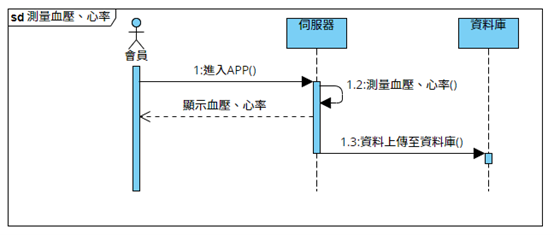 sd 測量血壓、心率
會員
伺服器
資料庫
1:進入APP()
1.2:測量血壓、心率()
顯示血壓、心率
1.3:資料上傳至資料庫()